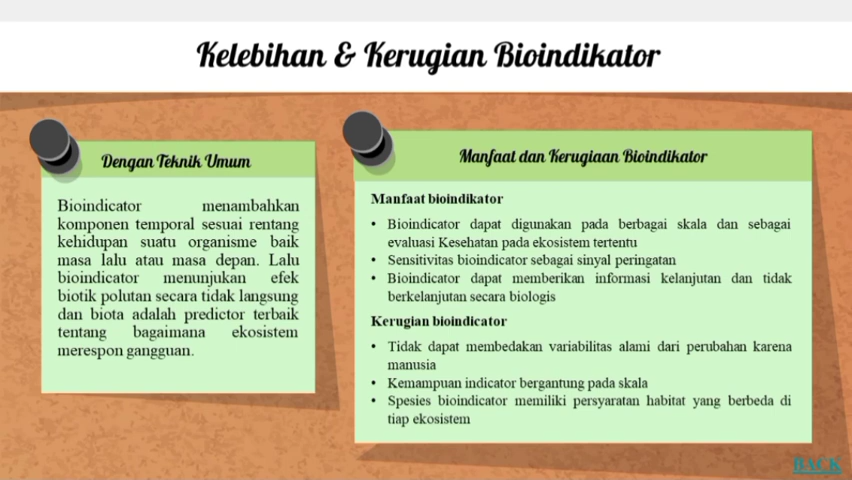 Kelebihan & Kerugian Bioindikator
Dengan Teknik Umum
Bioindicator menambahkan
komponen temporal sesuai rentang
kehidupan suatu organisme baik
masa lalu atau masa depan. Lalu
bioindicator menunjukan efek
biotik polutan secara tidak langsung
dan biota adalah predictor terbaik
tentang bagaimana ekosistem
merespon gangguan.
Manfaat dan Kerugiaan Bioindikator
Manfaat bioindikator
• Bioindicator dapat digunakan pada berbagai skala dan sebagai
evaluasi Kesehatan pada ekosistem tertentu
• Sensitivitas bioindicator sebagai sinyal peringatan
• Bioindicator dapat memberikan informasi kelanjutan dan tidak
berkelanjutan secara biologis
Kerugian bioindicator
• Tidak dapat membedakan variabilitas alami dari perubahan karena
manusia
• Kemampuan indicator bergantung pada skala
• Spesies bioindicator memiliki persyaratan habitat yang berbeda di
tiap ekosistem
BACK